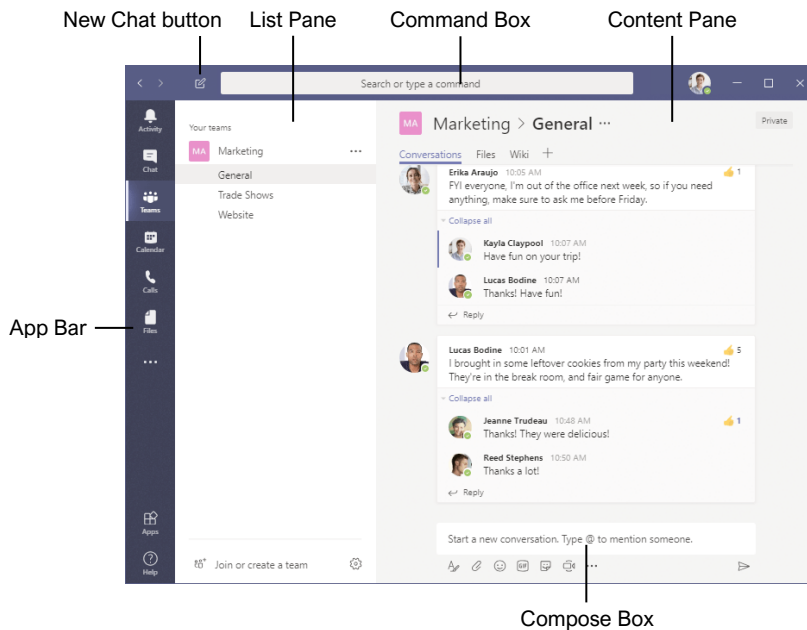 New Chat button List Pane Command Box Content Pane
Search or type a command
Activity
Chat
Teams
Calendar
Calls
App Bar
Files
Apps
Help
Your teams
MA Marketing ...
General
Trade Shows
Website
Join or create a team
MA Marketing > General ...
Private
Conversations Files Wiki +
Erika Araujo 10:05 AM 1
FYI everyone, I'm out of the office next week, so if you need
anything, make sure to ask me before Friday.
Collapse all
Kayla Claypool 10:07 AM
Have fun on your trip!
Lucas Bodine 10:07 AM
Thanks! Have fun!
Reply
Lucas Bodine 10:01 AM 5
I brought in some leftover cookies from my party this weekend!
They're in the break room, and fair game for anyone.
Collapse all
Jeanne Trudeau 10:48 AM 1
Thanks! They were delicious!
Reed Stephens 10:50 AM
Thanks a lot!
Reply
Start a new conversation. Type @ to mention someone.
GIF
Compose Box